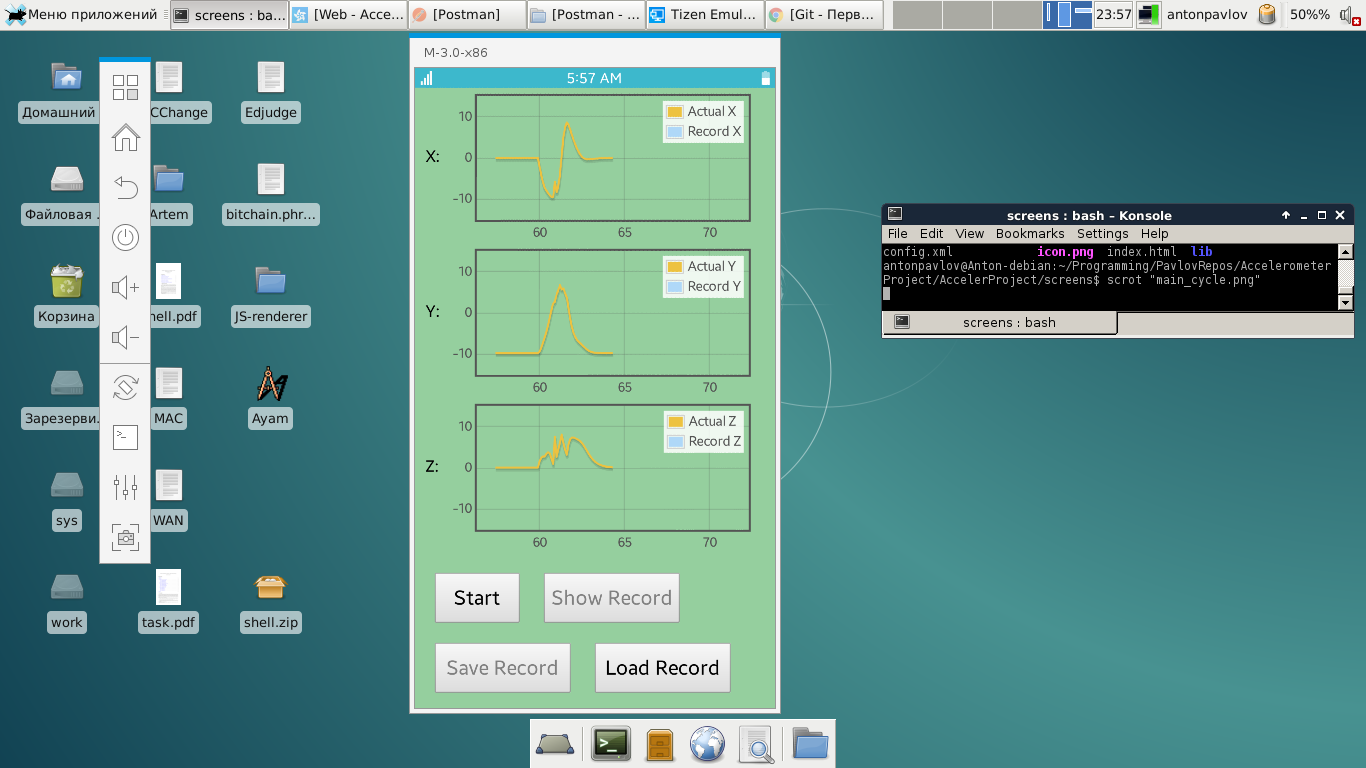 Меню приложений
screens : ba...
[Web - Acce...
[Postman]
[Postman - ...
Tizen Emul...
[Git - Перв...
23:57
antonpavlov
50%%
Домашний
CChange
Edjudge
Файловая .
Artem
bitchain.phr...
Корзина
hell.pdf
JS-renderer
Зарезерви.
MAC
Ayam
sys
WAN
work
task.pdf
shell.zip
M-3.0-x86
5:57 AM
X:
10
0
-10
60
65
70
Actual X
Record X
Y:
10
0
-10
60
65
70
Actual Y
Record Y
Z:
10
0
-10
60
65
70
Actual Z
Record Z
Start
Show Record
Save Record
Load Record
screens : bash – Konsole
File Edit View Bookmarks Settings Help
config.xml icon.png index.html lib
antonpavlov@Anton-debian:~/Programming/PavlovRepos/Accelerometer
Project/AccelerProject/screens$ scrot "main_cycle.png"
screens : bash